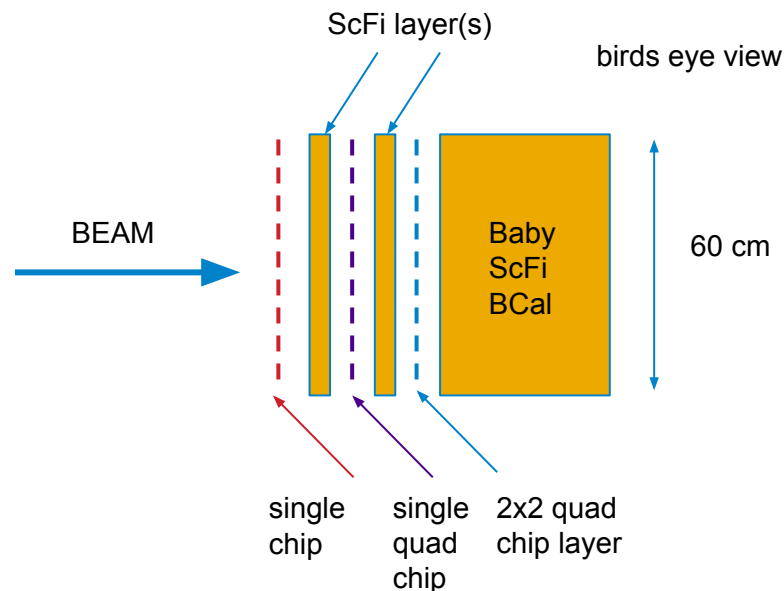 ScFi layer(s)
birds eye view
BEAM
Baby
ScFi
BCal
60 cm
single
chip
single
quad
chip
2x2 quad
chip layer